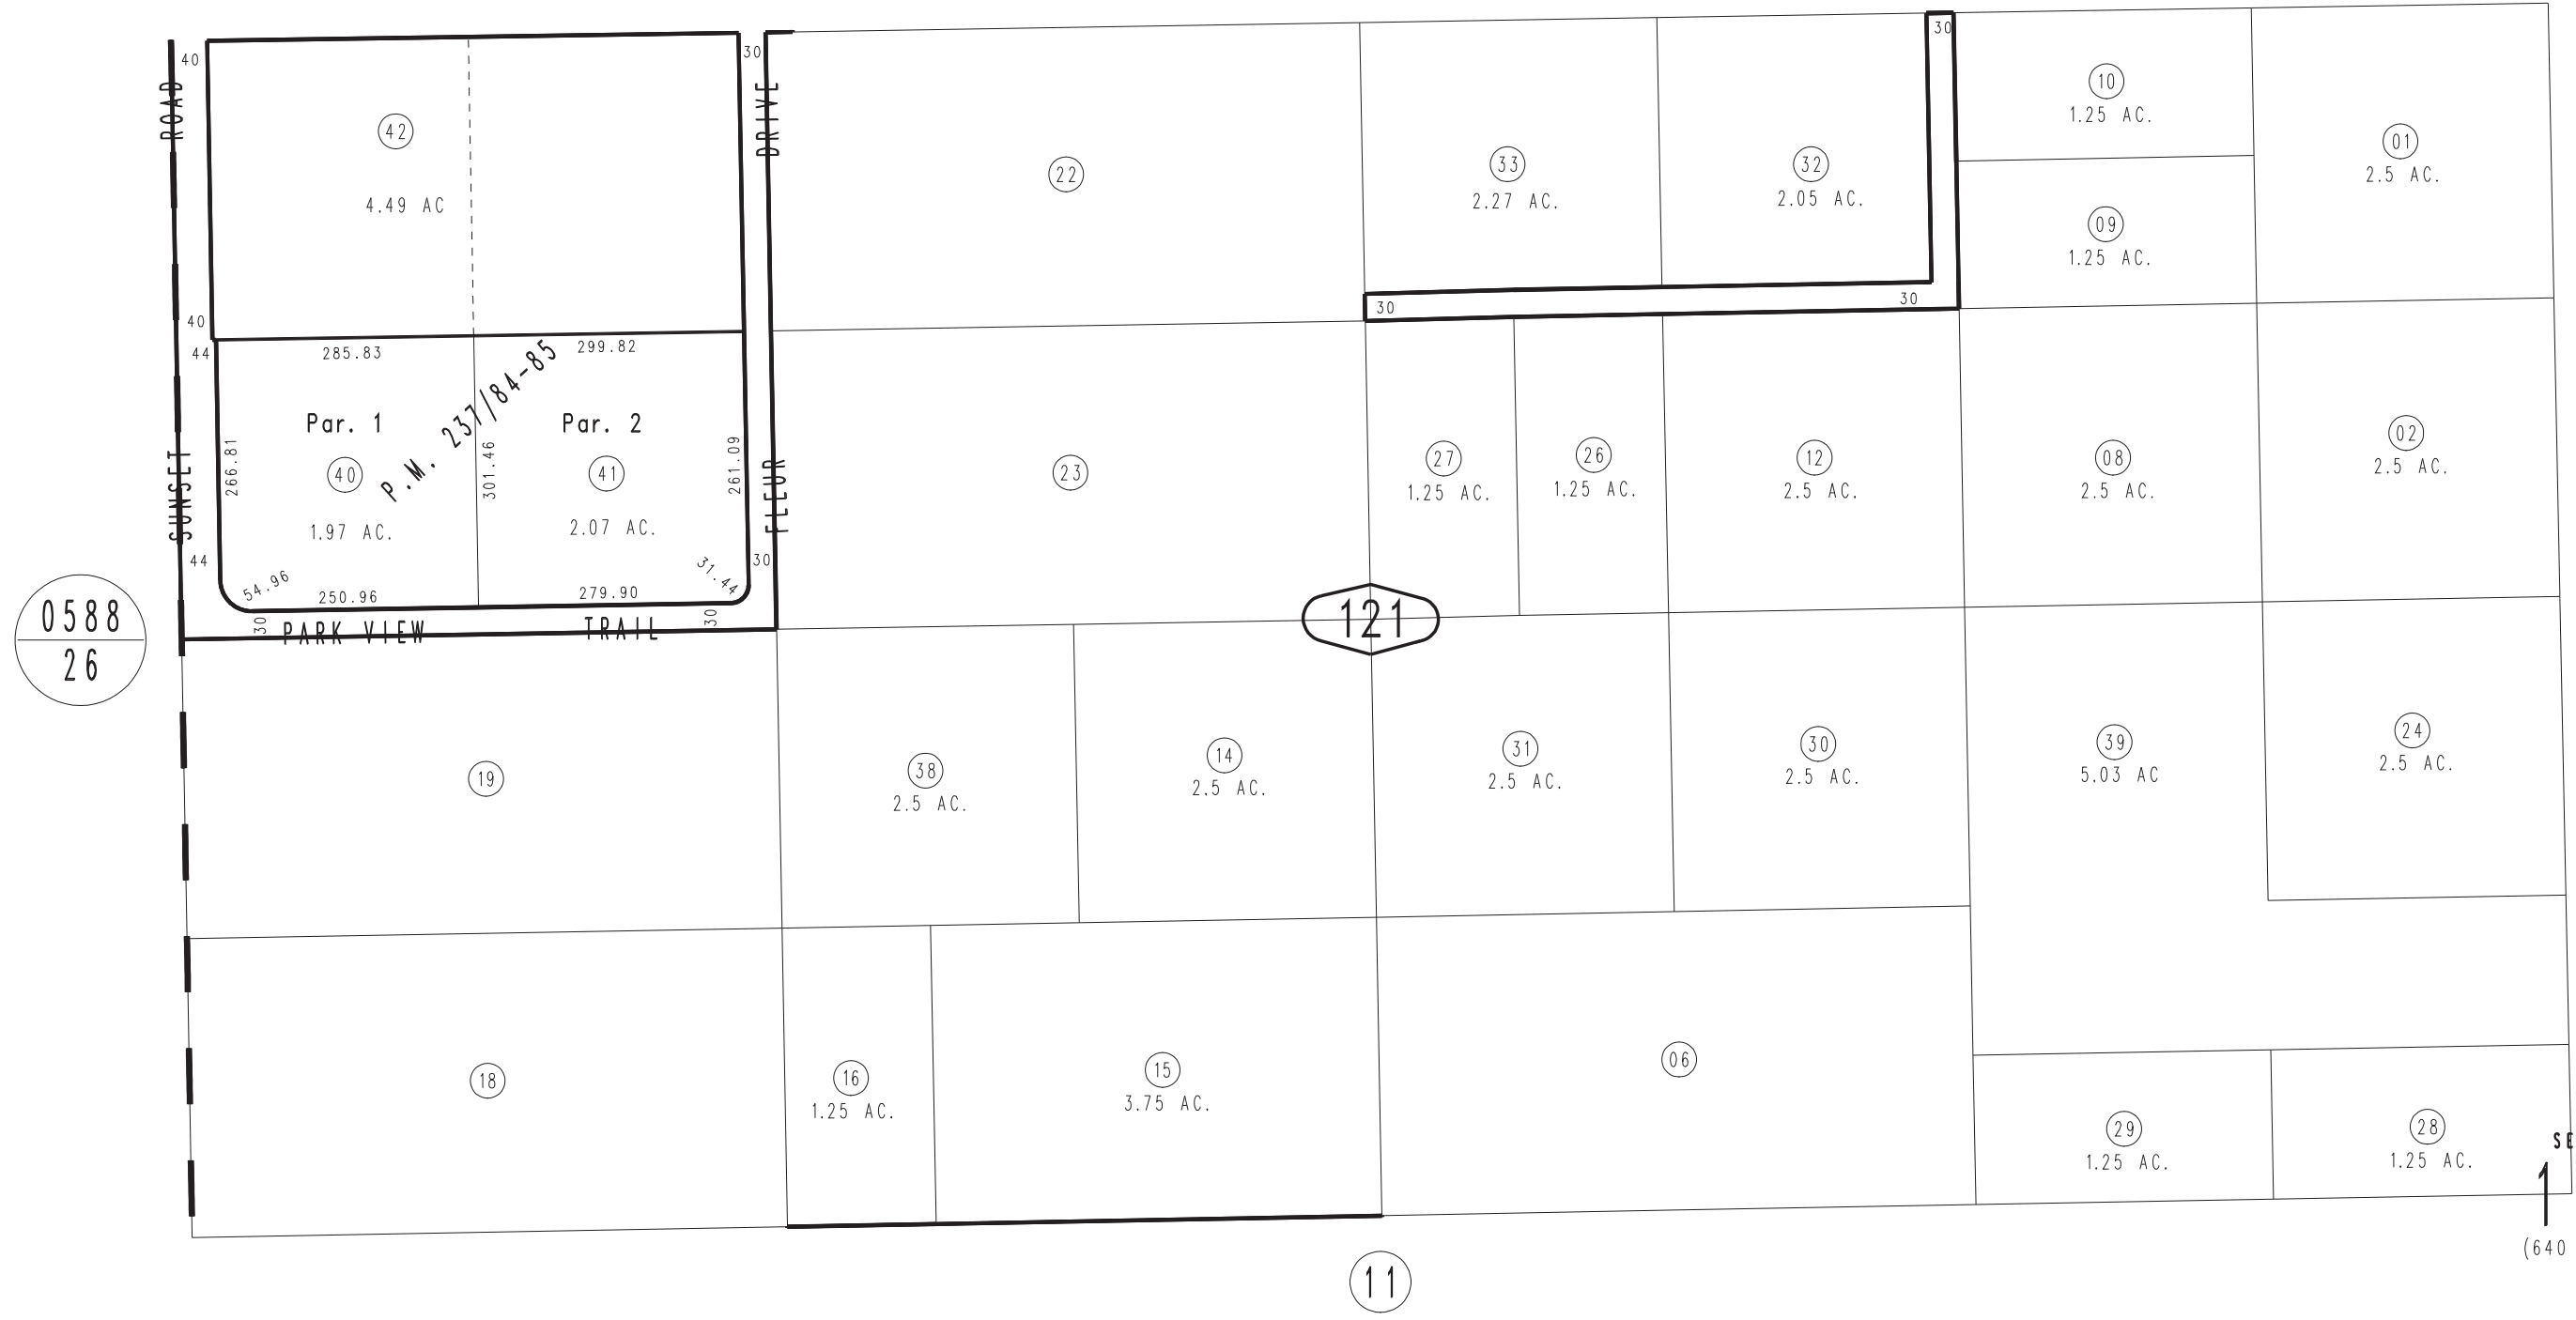 40
30
30
ROAD
DRIVE
42
4.49 AC
22
33
2.27 AC.
32
2.05 AC.
10
1.25 AC.
01
2.5 AC.
09
1.25 AC.
30
30
40
44
285.83
299.82
Par. 1
Par. 2
P.M. 237/84-85
266.81
301.46
261.09
40
1.97 AC.
41
2.07 AC.
SUNSET
FLEUR
23
27
1.25 AC.
26
1.25 AC.
12
2.5 AC.
08
2.5 AC.
02
2.5 AC.
44
54.96
250.96
279.90
31.44
30
30
30
PARK VIEW TRAIL
0588
26
121
19
38
2.5 AC.
14
2.5 AC.
31
2.5 AC.
30
2.5 AC.
39
5.03 AC
24
2.5 AC.
18
16
1.25 AC.
15
3.75 AC.
06
29
1.25 AC.
28
1.25 AC.
SE
1
(640
11